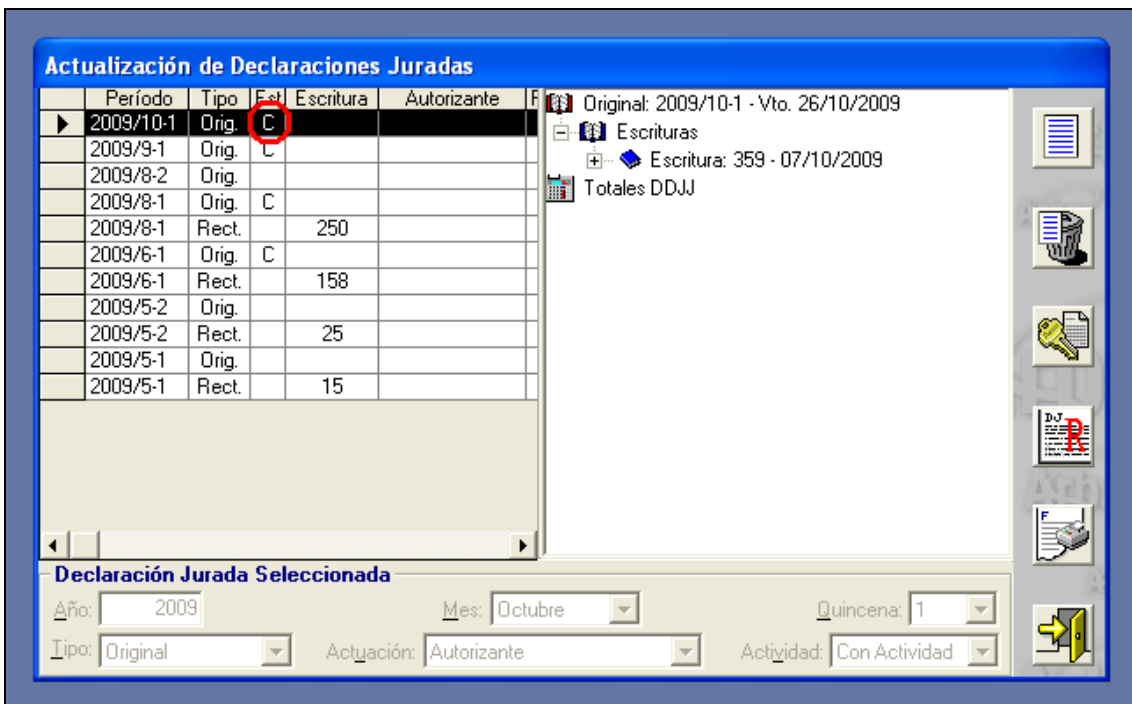 Actualización de Declaraciones Juradas
Período Tipo Est Escritura Autorizante F
2009/10-1 Orig. C
2009/9-1 Orig. C
2009/8-2 Orig.
2009/8-1 Orig. C
2009/8-1 Rect. 250
2009/6-1 Orig. C
2009/6-1 Rect. 158
2009/5-2 Orig.
2009/5-2 Rect. 25
2009/5-1 Orig.
2009/5-1 Rect. 15
Original: 2009/10-1 - Vto. 26/10/2009
Escrituras
Escritura: 359 - 07/10/2009
Totales DDJJ
DJ R
F
Declaración Jurada Seleccionada
Año: 2009 Mes: Octubre Quincena: 1
Tipo: Original Actuación: Autorizante Actividad: Con Actividad